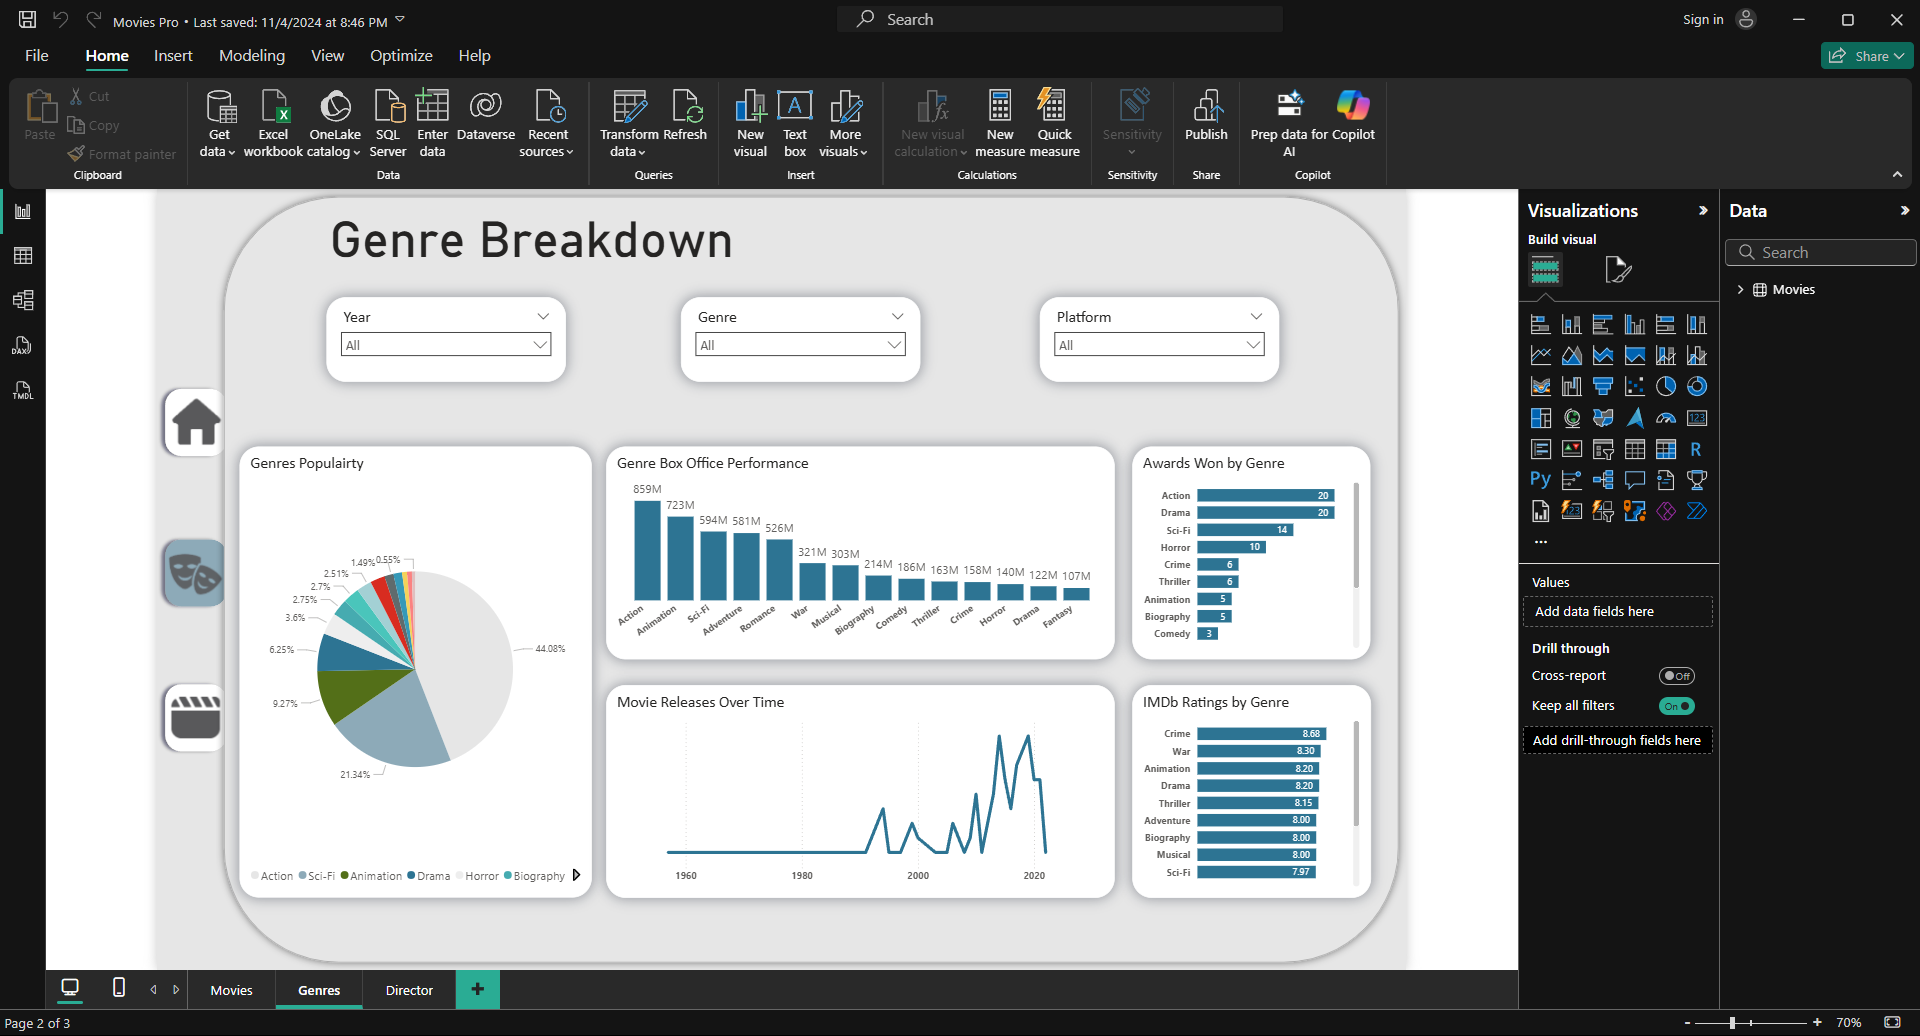 Movies Pro • Last saved: 11/4/2024 at 8:46 PM
Search
Sign in
File
Home
Insert
Modeling
View
Optimize
Help
Share
Paste
Cut
Copy
Format painter
Clipboard
Get data
Excel workbook
OneLake catalog
SQL Server
Enter data
Dataverse
Recent sources
Data
Transform data
Refresh
Queries
New visual
Text box
More visuals
Insert
New visual calculation
New measure
Quick measure
Calculations
Sensitivity
Sensitivity
Publish
Share
Prep data for AI
Copilot
Copilot
DAX
TMDL
Genre Breakdown
Year
All
Genre
All
Platform
All
Genres Populairty
0.55%
1.49%
2.51%
2.7%
2.75%
3.6%
6.25%
9.27%
21.34%
44.08%
Action
Sci-Fi
Animation
Drama
Horror
Biography
Genre Box Office Performance
859M
723M
594M
581M
526M
321M
303M
214M
186M
163M
158M
140M
122M
107M
Action
Animation
Sci-Fi
Adventure
Romance
War
Musical
Biography
Comedy
Thriller
Crime
Horror
Drama
Fantasy
Awards Won by Genre
Action 20
Drama 20
Sci-Fi 14
Horror 10
Crime 6
Thriller 6
Animation 5
Biography 5
Comedy 3
Movie Releases Over Time
1960
1980
2000
2020
IMDb Ratings by Genre
Crime 8.68
War 8.30
Animation 8.20
Drama 8.20
Thriller 8.15
Adventure 8.00
Biography 8.00
Musical 8.00
Sci-Fi 7.97
Visualizations
Build visual
123
R
Py
123
...
Values
Add data fields here
Drill through
Cross-report
Off
Keep all filters
On
Add drill-through fields here
Data
Search
Movies
Movies
Genres
Director
+
Page 2 of 3
- + 70%